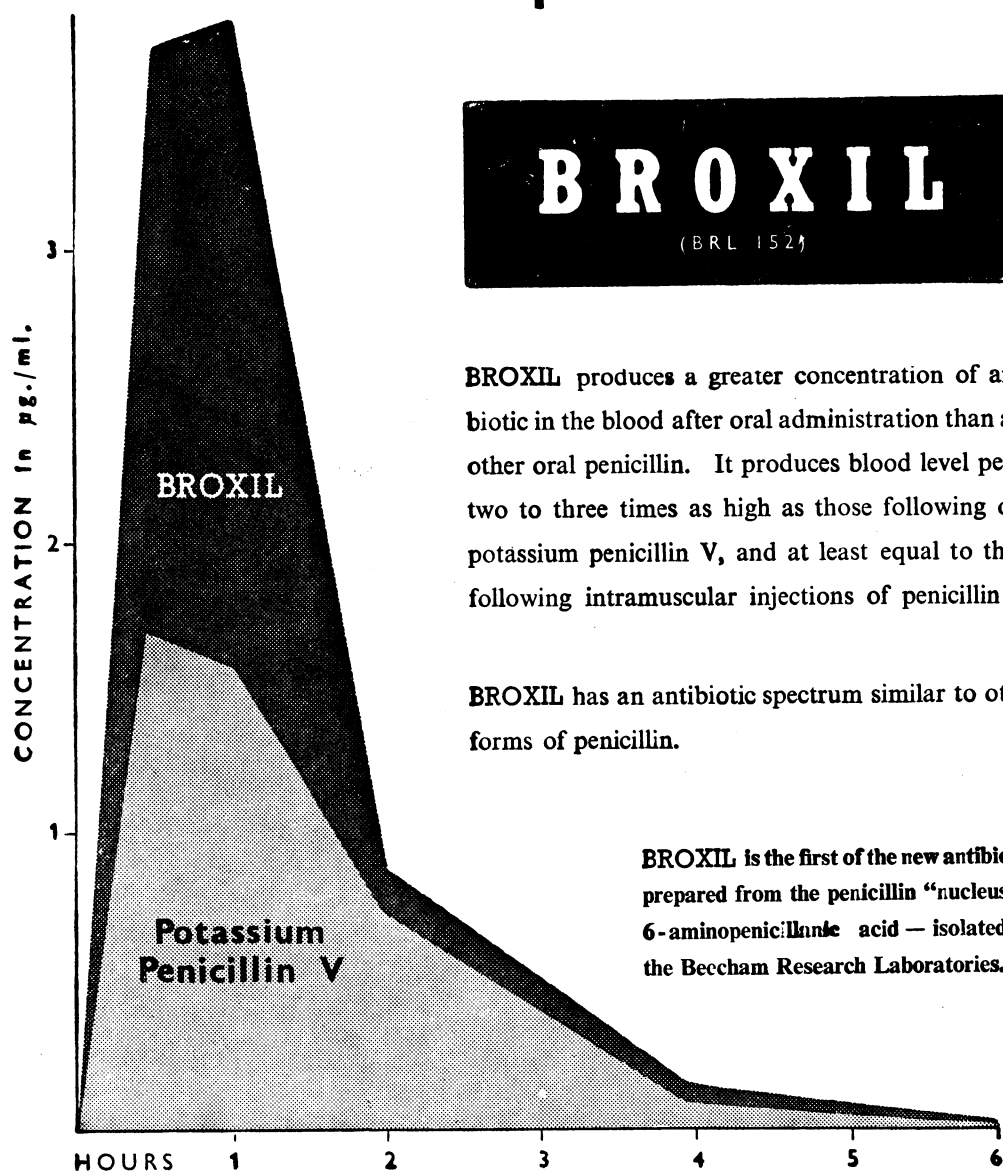 BROXIL
(BRL 152)
3
BROXIL produces a greater concentration of
biotic in the blood after oral administration than
other oral penicillin. It produces blood level
two to three times as high as those following
potassium penicillin V, and at least equal to
following intramuscular injections of penicillin
BROXIL has an antibiotic spectrum similar to
forms of penicillin.
BROXIL is the first of the new
prepared from the penicillin “nucleus
6-aminopenicillanic acid — isolated
the Beecham Research Laboratories.
CONCENTRATION in µg./ml.
BROXIL
2
1
Potassium
Penicillin V
HOURS 1 2 3 4 5 6